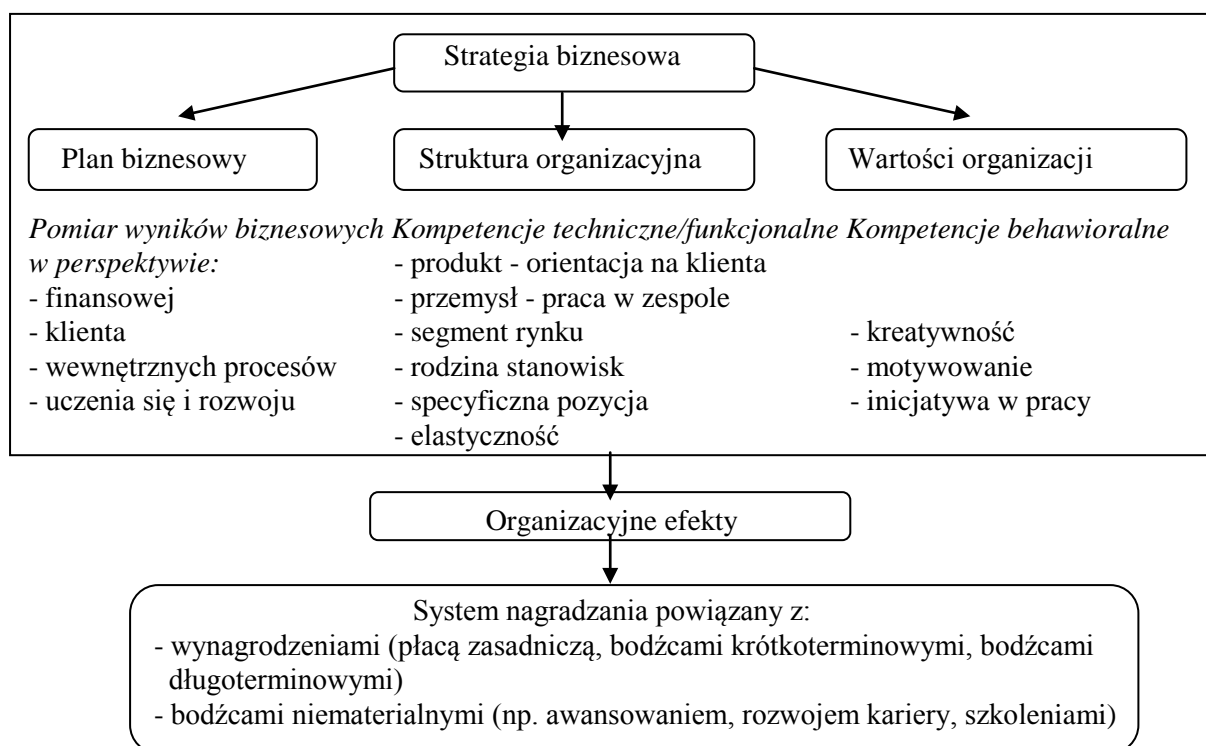 Strategia biznesowa
Plan biznesowy
Struktura organizacyjna
Wartości organizacji
Pomiar wyników biznesowych Kompetencje techniczne/funkcjonalne Kompetencje behawioralne
w perspektywie:
- produkt - orientacja na klienta
- finansowej
- przemysł - praca w zespole
- klienta
- segment rynku
- kreatywność
- wewnętrznych procesów
- rodzina stanowisk
- motywowanie
- uczenia się i rozwoju
- specyficzna pozycja
- inicjatywa w pracy
- elastyczność
Organizacyjne efekty
System nagradzania powiązany z:
- wynagrodzeniami (płacą zasadniczą, bodźcami krótkoterminowymi, bodźcami
długoterminowymi)
- bodźcami niematerialnymi (np. awansowaniem, rozwojem kariery, szkoleniami)